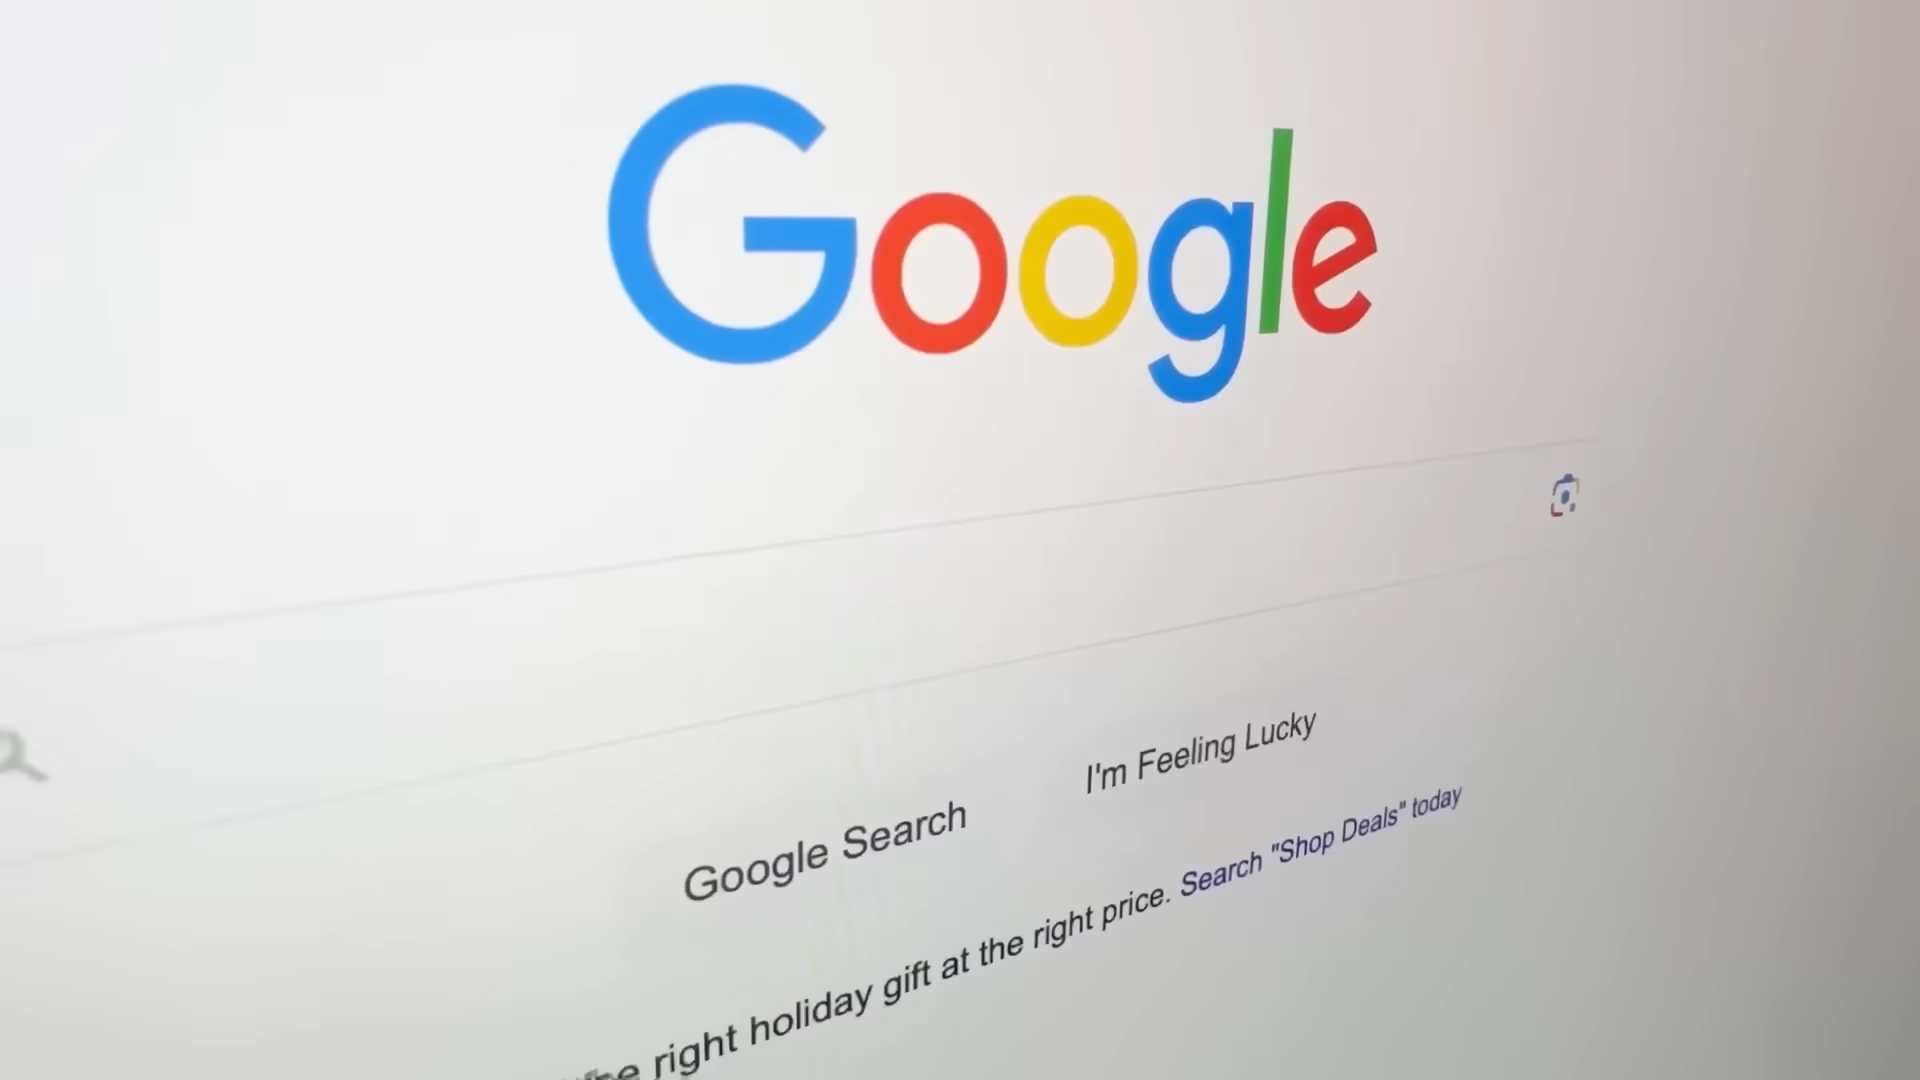 Google
Google Search
I'm Feeling Lucky
right holiday gift at the right price. Search "Shop Deals" today